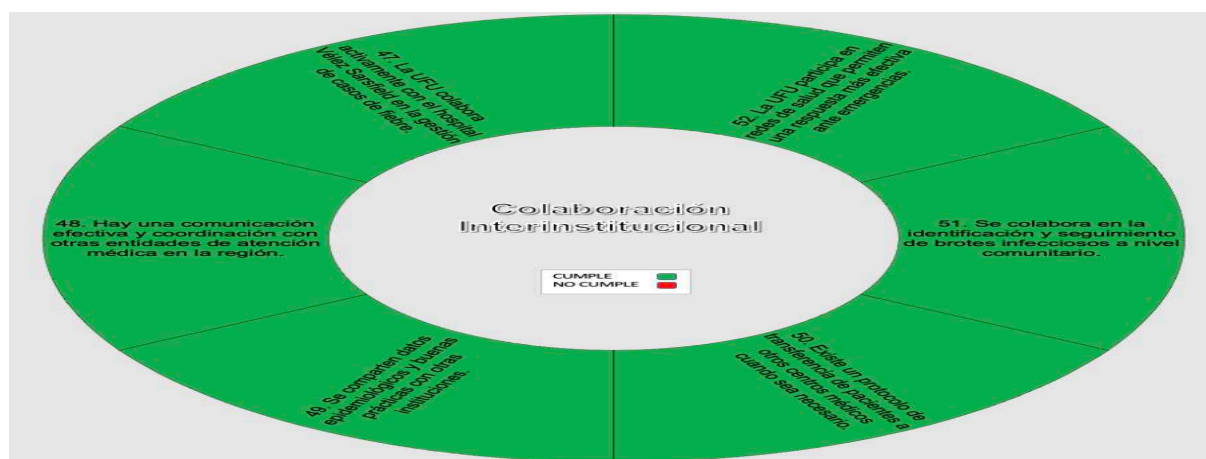 47. La UFU colabora
activamente con el hospital
Vélez Sarsfield en la gestión
de casos de fiebre.
52. La UFU participa en
redes de salud que permiten
una respuesta más efectiva
ante emergencias.
48. Hay una comunicación
efectiva y coordinación con
otras entidades de atención
médica en la región.
Colaboración
Interinstitucional
CUMPLE
NO CUMPLE
51. Se colabora en la
identificación y seguimiento
de brotes infecciosos a nivel
comunitario.
49. Se comparten datos
epidemiológicos y buenas
prácticas con otras
instituciones.
50. Existe un protocolo de
transferencia de pacientes a
otros centros médicos
cuando sea necesario.